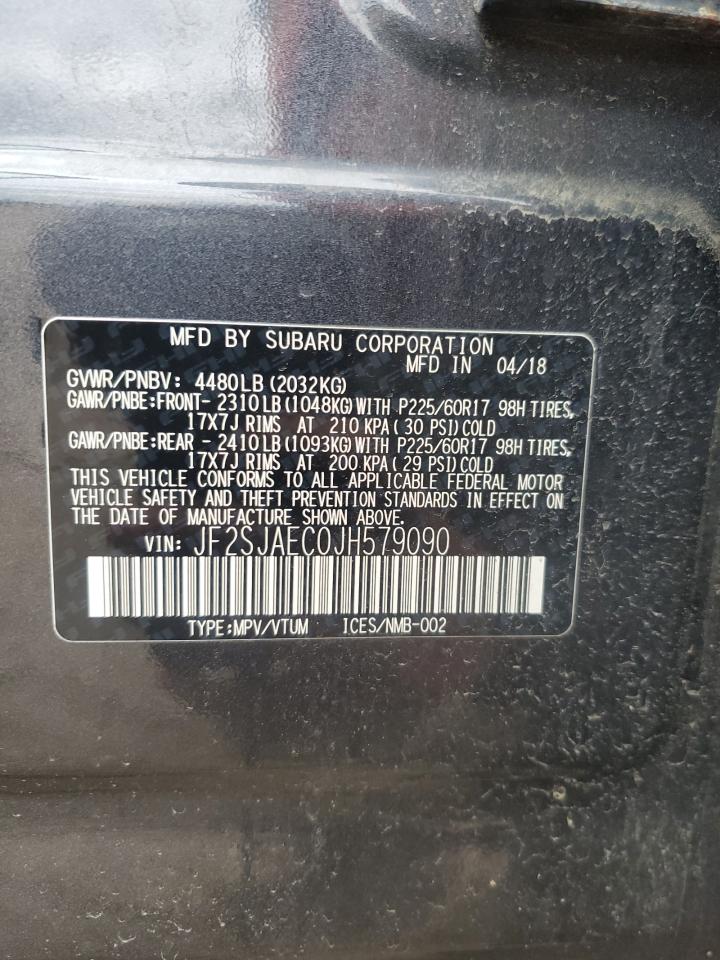 MFD BY SUBARU CORPORATION
MFD IN 04/18
GVWR/PNBV: 4480LB(2032KG)
GAWR/PNBE:FRONT- 2310LB(1048KG)WITH P225/60R17 98H TIRES,
17X7J RIMS AT 210 KPA( 30 PSI)COLD
GAWR/PNBE:REAR - 2410LB(1093KG)WITH P225/60R17 98H TIRES,
17X7J RIMS AT 200 KPA( 29 PSI)COLD
THIS VEHICLE CONFORMS TO ALL APPLICABLE FEDERAL MOTOR
VEHICLE SAFETY AND THEFT PREVENTION STANDARDS IN EFFECT ON
THE DATE OF MANUFACTURE SHOWN ABOVE.
VIN: JF2SJAEC0JH579090
TYPE:MPV/VTUM ICES/NMB-002